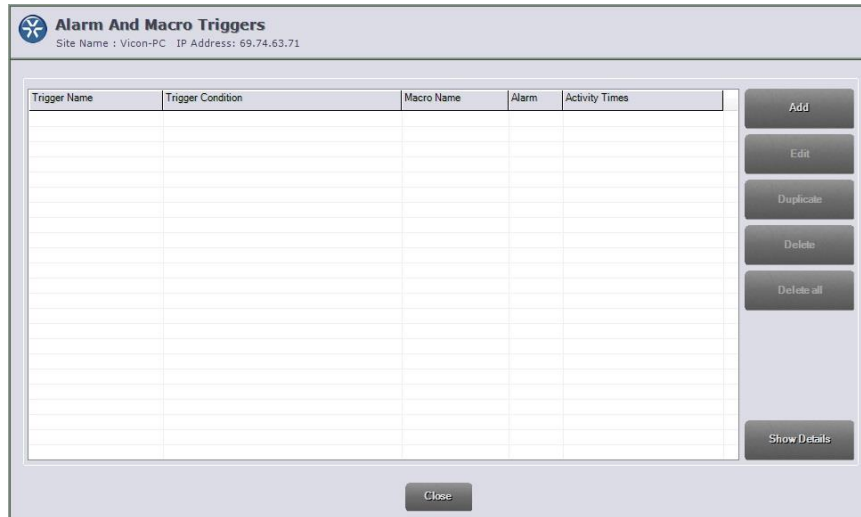 Alarm And Macro Triggers
Site Name : Vicon-PC IP Address: 69.74.63.71
Trigger Name Trigger Condition Macro Name Alarm Activity Times
Add
Edit
Duplicate
Delete
Delete all
Show Details
Close